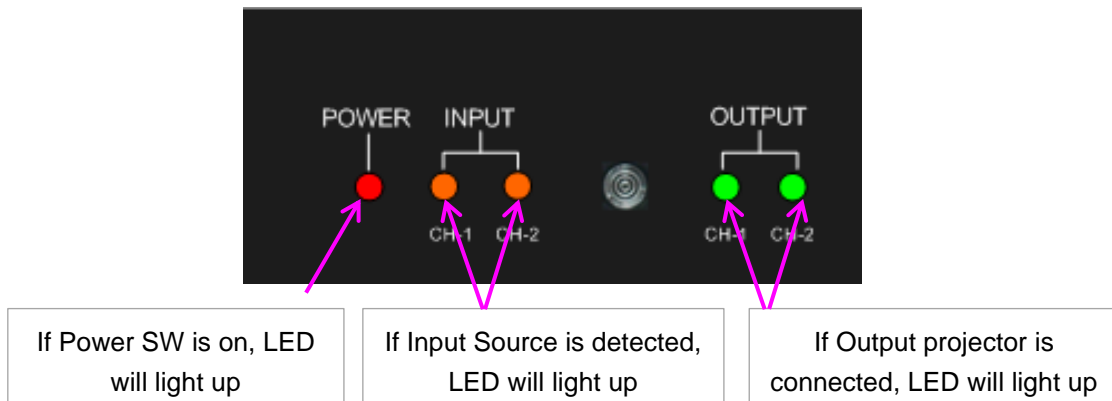 POWER INPUT OUTPUT
CH-1 CH-2 CH-1 CH-2
If Power SW is on, LED
will light up
If Input Source is detected,
LED will light up
If Output projector is
connected, LED will light up